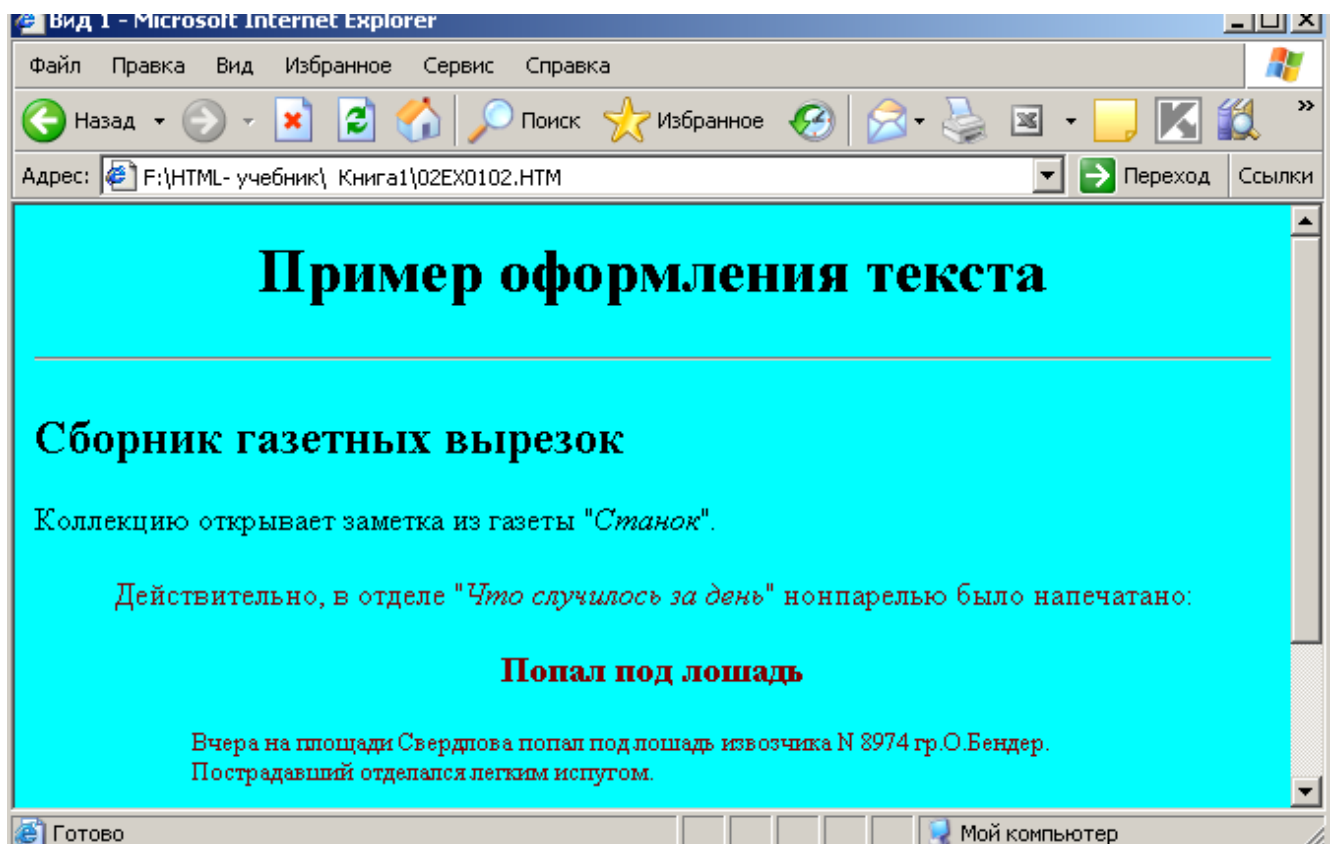 Вид 1 - Microsoft Internet Explorer
Файл Правка Вид Избранное Сервис Справка
Назад Поиск Избранное »
Адрес: F:\HTML- учебник\ Книга1\02EX0102.HTM Переход Ссылки
Пример оформления текста
Сборник газетных вырезок
Коллекцию открывает заметка из газеты "Станок".
Действительно, в отделе "Что случилось за день" нонпарелью было напечатано:
Попал под лошадь
Вчера на площади Свердлова попал под лошадь извозчика N 8974 гр.О.Бендер.
Пострадавший отделался легким испугом.
Готово Мой компьютер